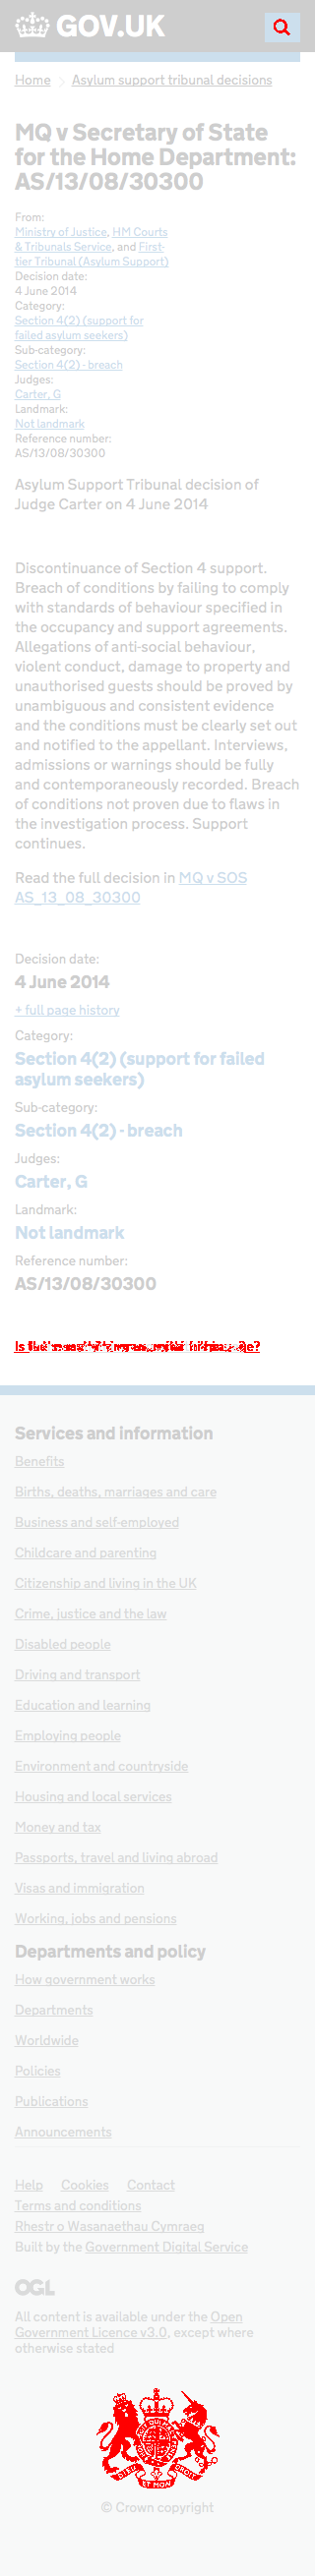 GOV.UK
Home Asylum support tribunal decisions
MQ v Secretary of State
for the Home Department:
AS/13/08/30300
From:
Ministry of Justice, HM Courts
& Tribunals Service, and First-
tier Tribunal (Asylum Support)
Decision date:
4 June 2014
Category:
Section 4(2) (support for
failed asylum seekers)
Sub-category:
Section 4(2) - breach
Judges:
Carter, G
Landmark:
Not landmark
Reference number:
AS/13/08/30300
Asylum Support Tribunal decision of
Judge Carter on 4 June 2014
Discontinuance of Section 4 support.
Breach of conditions by failing to comply
with standards of behaviour specified in
the occupancy and support agreements.
Allegations of anti-social behaviour,
violent conduct, damage to property and
unauthorised guests should be proved by
unambiguous and consistent evidence
and the conditions must be clearly set out
and notified to the appellant. Interviews,
admissions or warnings should be fully
and contemporaneously recorded. Breach
of conditions not proven due to flaws in
the investigation process. Support
continues.
Read the full decision in MQ v SOS
AS_13_08_30300
Decision date:
4 June 2014
+ full page history
Category:
Section 4(2) (support for failed
asylum seekers)
Sub-category:
Section 4(2) - breach
Judges:
Carter, G
Landmark:
Not landmark
Reference number:
AS/13/08/30300
Services and information
Benefits
Births, deaths, marriages and care
Business and self-employed
Childcare and parenting
Citizenship and living in the UK
Crime, justice and the law
Disabled people
Driving and transport
Education and learning
Employing people
Environment and countryside
Housing and local services
Money and tax
Passports, travel and living abroad
Visas and immigration
Working, jobs and pensions
Departments and policy
How government works
Departments
Worldwide
Policies
Publications
Announcements
Help Cookies Contact
Terms and conditions
Rhestr o Wasanaethau Cymraeg
Built by the Government Digital Service
OGL
All content is available under the Open
Government Licence v3.0, except where
otherwise stated
© Crown copyright